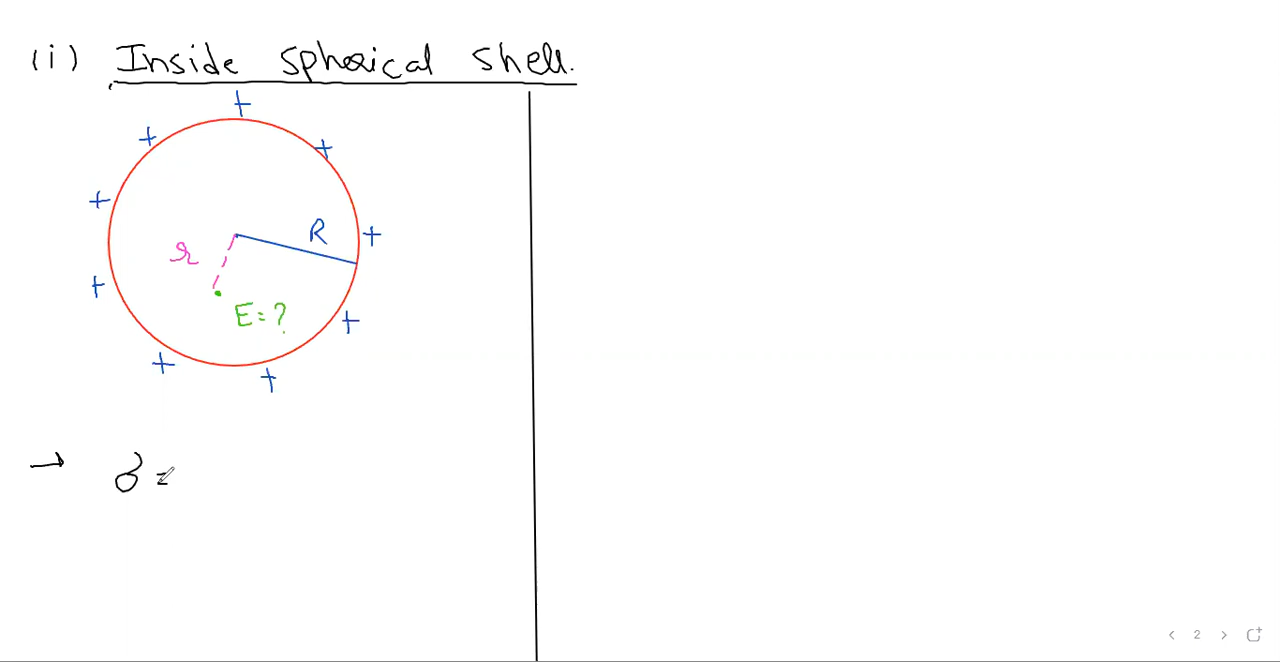 (i) Inside spherical shell.
+
+ +
+
R +
r
+
E = ?
+
+
+
→ σ =
< 2 >